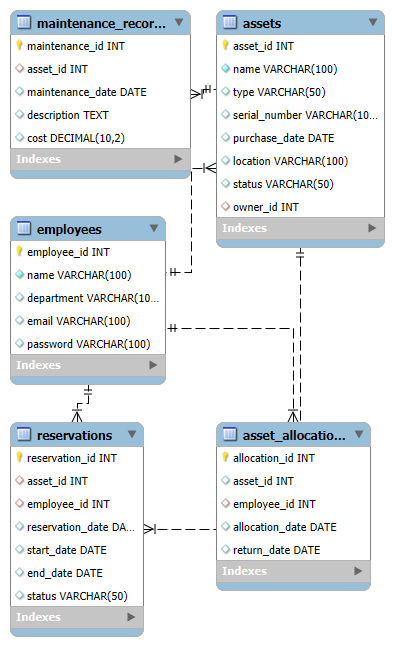 maintenance_recor...
maintenance_id INT
asset_id INT
maintenance_date DATE
description TEXT
cost DECIMAL(10,2)
Indexes
assets
asset_id INT
name VARCHAR(100)
type VARCHAR(50)
serial_number VARCHAR(10...
purchase_date DATE
location VARCHAR(100)
status VARCHAR(50)
owner_id INT
Indexes
employees
employee_id INT
name VARCHAR(100)
department VARCHAR(10...
email VARCHAR(100)
password VARCHAR(100)
Indexes
reservations
reservation_id INT
asset_id INT
employee_id INT
reservation_date DA...
start_date DATE
end_date DATE
status VARCHAR(50)
Indexes
asset_allocatio...
allocation_id INT
asset_id INT
employee_id INT
allocation_date DATE
return_date DATE
Indexes